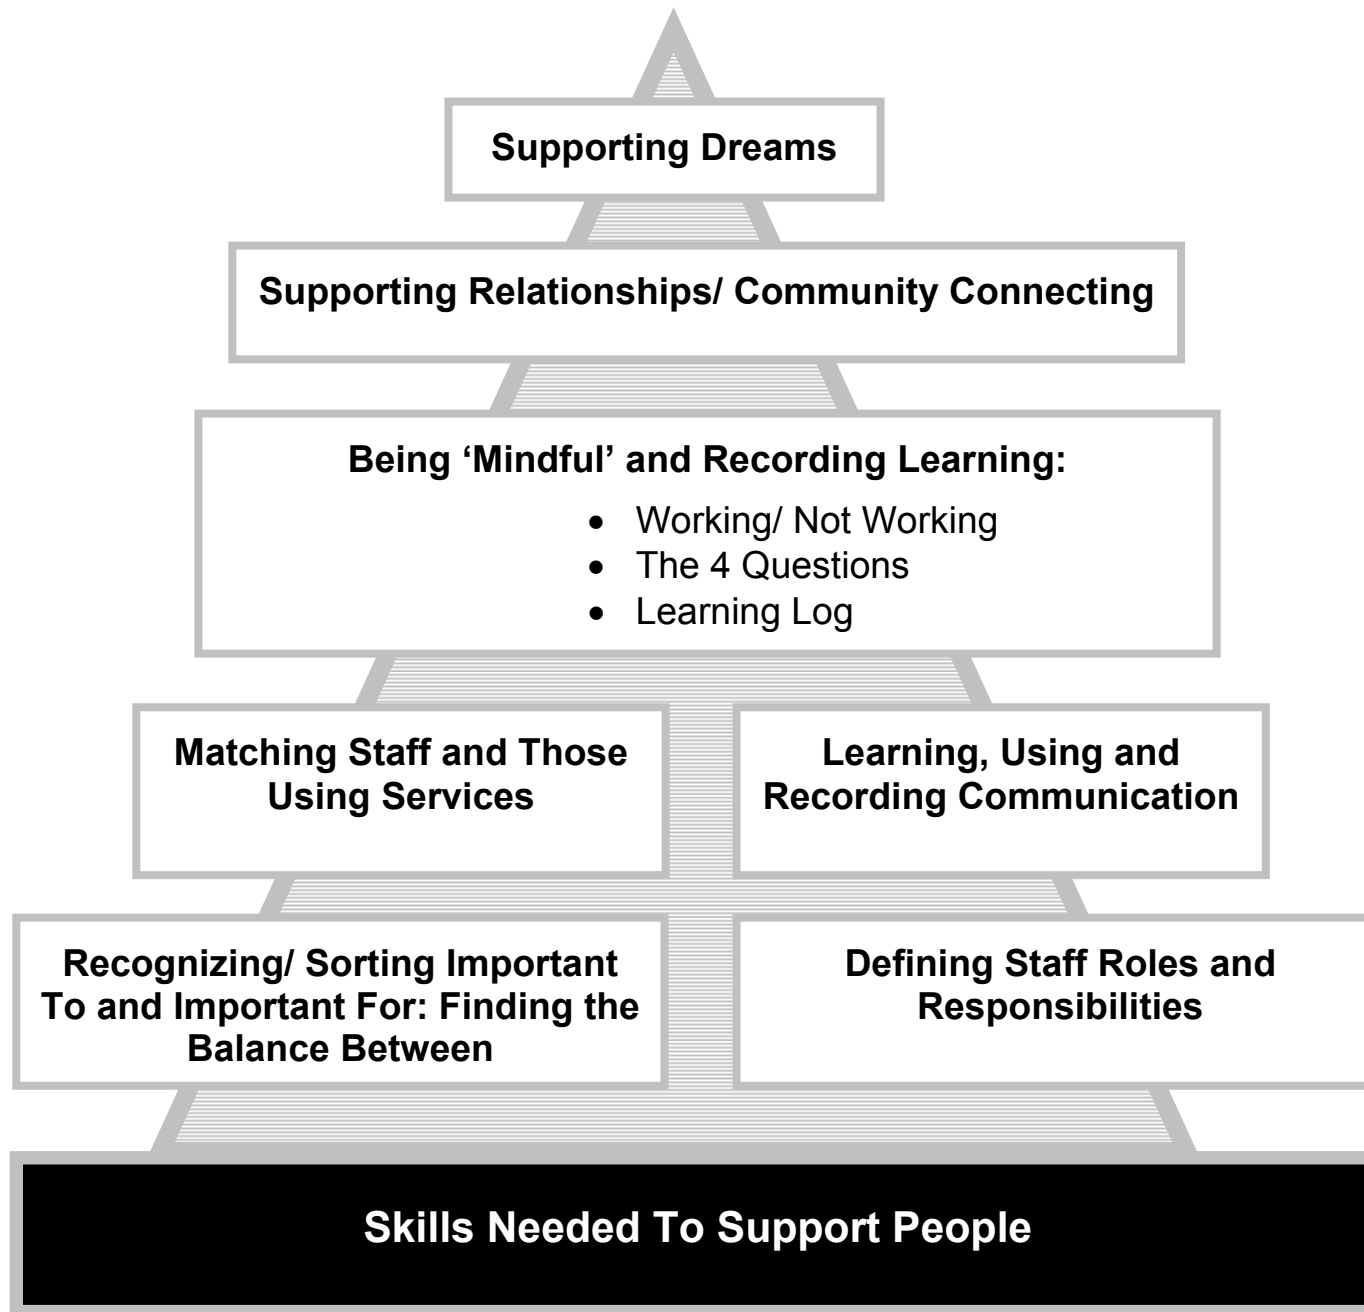 Supporting Dreams
Supporting Relationships/ Community Connecting
Being ‘Mindful’ and Recording Learning:
• Working/ Not Working
• The 4 Questions
• Learning Log
Matching Staff and Those
Using Services
Learning, Using and
Recording Communication
Recognizing/ Sorting Important
To and Important For: Finding the
Balance Between
Defining Staff Roles and
Responsibilities
Skills Needed To Support People